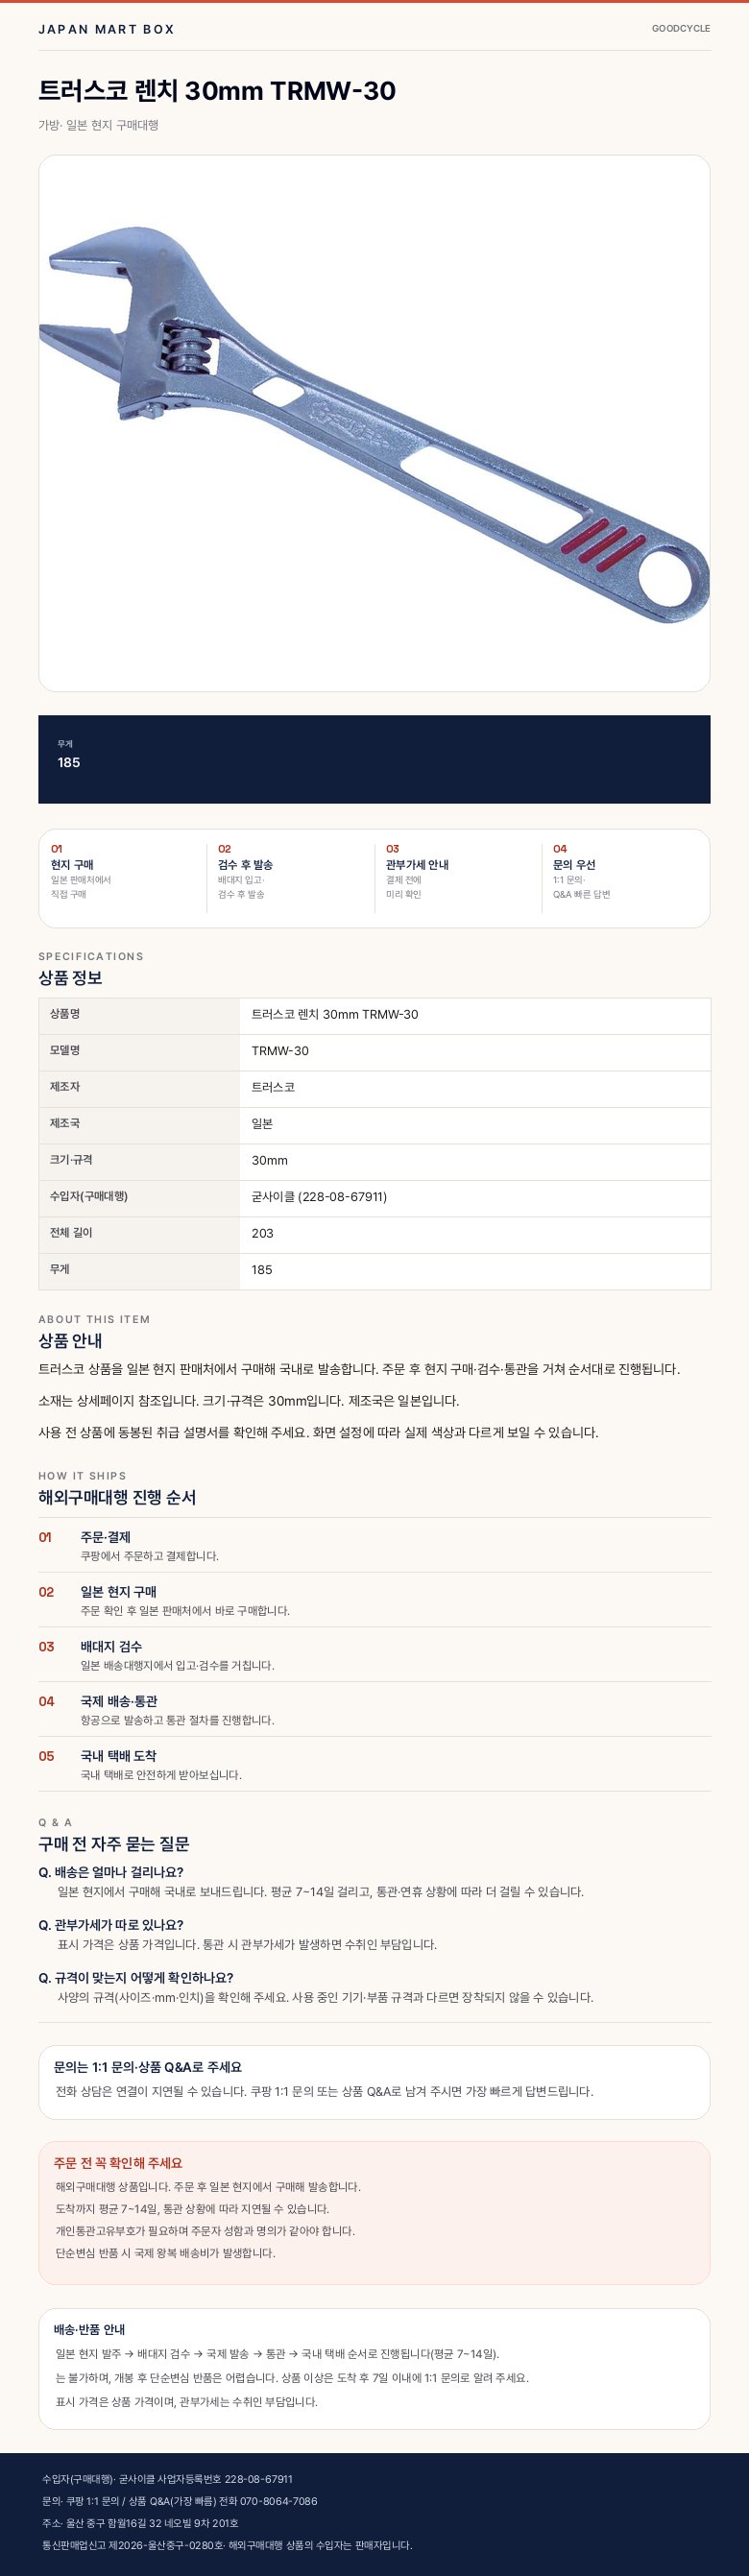 JAPAN MART BOX
GOODCYCLE
트러스코 렌치 30mm TRMW-30
가방· 일본 현지 구매대행
무게
185
01
현지 구매
일본 판매처에서
직접 구매
02
검수 후 발송
배대지 입고·
검수 후 발송
03
관부가세 안내
결제 전에
미리 확인
04
문의 우선
1:1 문의·
Q&A 빠른 답변
SPECIFICATIONS
상품 정보
상품명 트러스코 렌치 30mm TRMW-30
모델명 TRMW-30
제조자 트러스코
제조국 일본
크기·규격 30mm
수입자(구매대행) 굳사이클 (228-08-67911)
전체 길이 203
무게 185
ABOUT THIS ITEM
상품 안내
트러스코 상품을 일본 현지 판매처에서 구매해 국내로 발송합니다. 주문 후 현지 구매·검수·통관을 거쳐 순서대로 진행됩니다.
소재는 상세페이지 참조입니다. 크기·규격은 30mm입니다. 제조국은 일본입니다.
사용 전 상품에 동봉된 취급 설명서를 확인해 주세요. 화면 설정에 따라 실제 색상과 다르게 보일 수 있습니다.
HOW IT SHIPS
해외구매대행 진행 순서
01 주문·결제
쿠팡에서 주문하고 결제합니다.
02 일본 현지 구매
주문 확인 후 일본 판매처에서 바로 구매합니다.
03 배대지 검수
일본 배송대행지에서 입고·검수를 거칩니다.
04 국제 배송·통관
항공으로 발송하고 통관 절차를 진행합니다.
05 국내 택배 도착
국내 택배로 안전하게 받아보십니다.
Q & A
구매 전 자주 묻는 질문
Q. 배송은 얼마나 걸리나요?
일본 현지에서 구매해 국내로 보내드립니다. 평균 7~14일 걸리고, 통관·연휴 상황에 따라 더 걸릴 수 있습니다.
Q. 관부가세가 따로 있나요?
표시 가격은 상품 가격입니다. 통관 시 관부가세가 발생하면 수취인 부담입니다.
Q. 규격이 맞는지 어떻게 확인하나요?
사양의 규격(사이즈·mm·인치)을 확인해 주세요. 사용 중인 기기·부품 규격과 다르면 장착되지 않을 수 있습니다.
문의는 1:1 문의·상품 Q&A로 주세요
전화 상담은 연결이 지연될 수 있습니다. 쿠팡 1:1 문의 또는 상품 Q&A로 남겨 주시면 가장 빠르게 답변드립니다.
주문 전 꼭 확인해 주세요
해외구매대행 상품입니다. 주문 후 일본 현지에서 구매해 발송합니다.
도착까지 평균 7~14일, 통관 상황에 따라 지연될 수 있습니다.
개인통관고유부호가 필요하며 주문자 성함과 명의가 같아야 합니다.
단순변심 반품 시 국제 왕복 배송비가 발생합니다.
배송·반품 안내
일본 현지 발주 → 배대지 검수 → 국제 발송 → 통관 → 국내 택배 순서로 진행됩니다(평균 7~14일).
는 불가하며, 개봉 후 단순변심 반품은 어렵습니다. 상품 이상은 도착 후 7일 이내에 1:1 문의로 알려 주세요.
표시 가격은 상품 가격이며, 관부가세는 수취인 부담입니다.
수입자(구매대행)· 굳사이클 사업자등록번호 228-08-67911
문의· 쿠팡 1:1 문의 / 상품 Q&A(가장 빠름) 전화 070-8064-7086
주소· 울산 중구 함월16길 32 네오빌 9차 201호
통신판매업신고 제2026-울산중구-0280호· 해외구매대행 상품의 수입자는 판매자입니다.